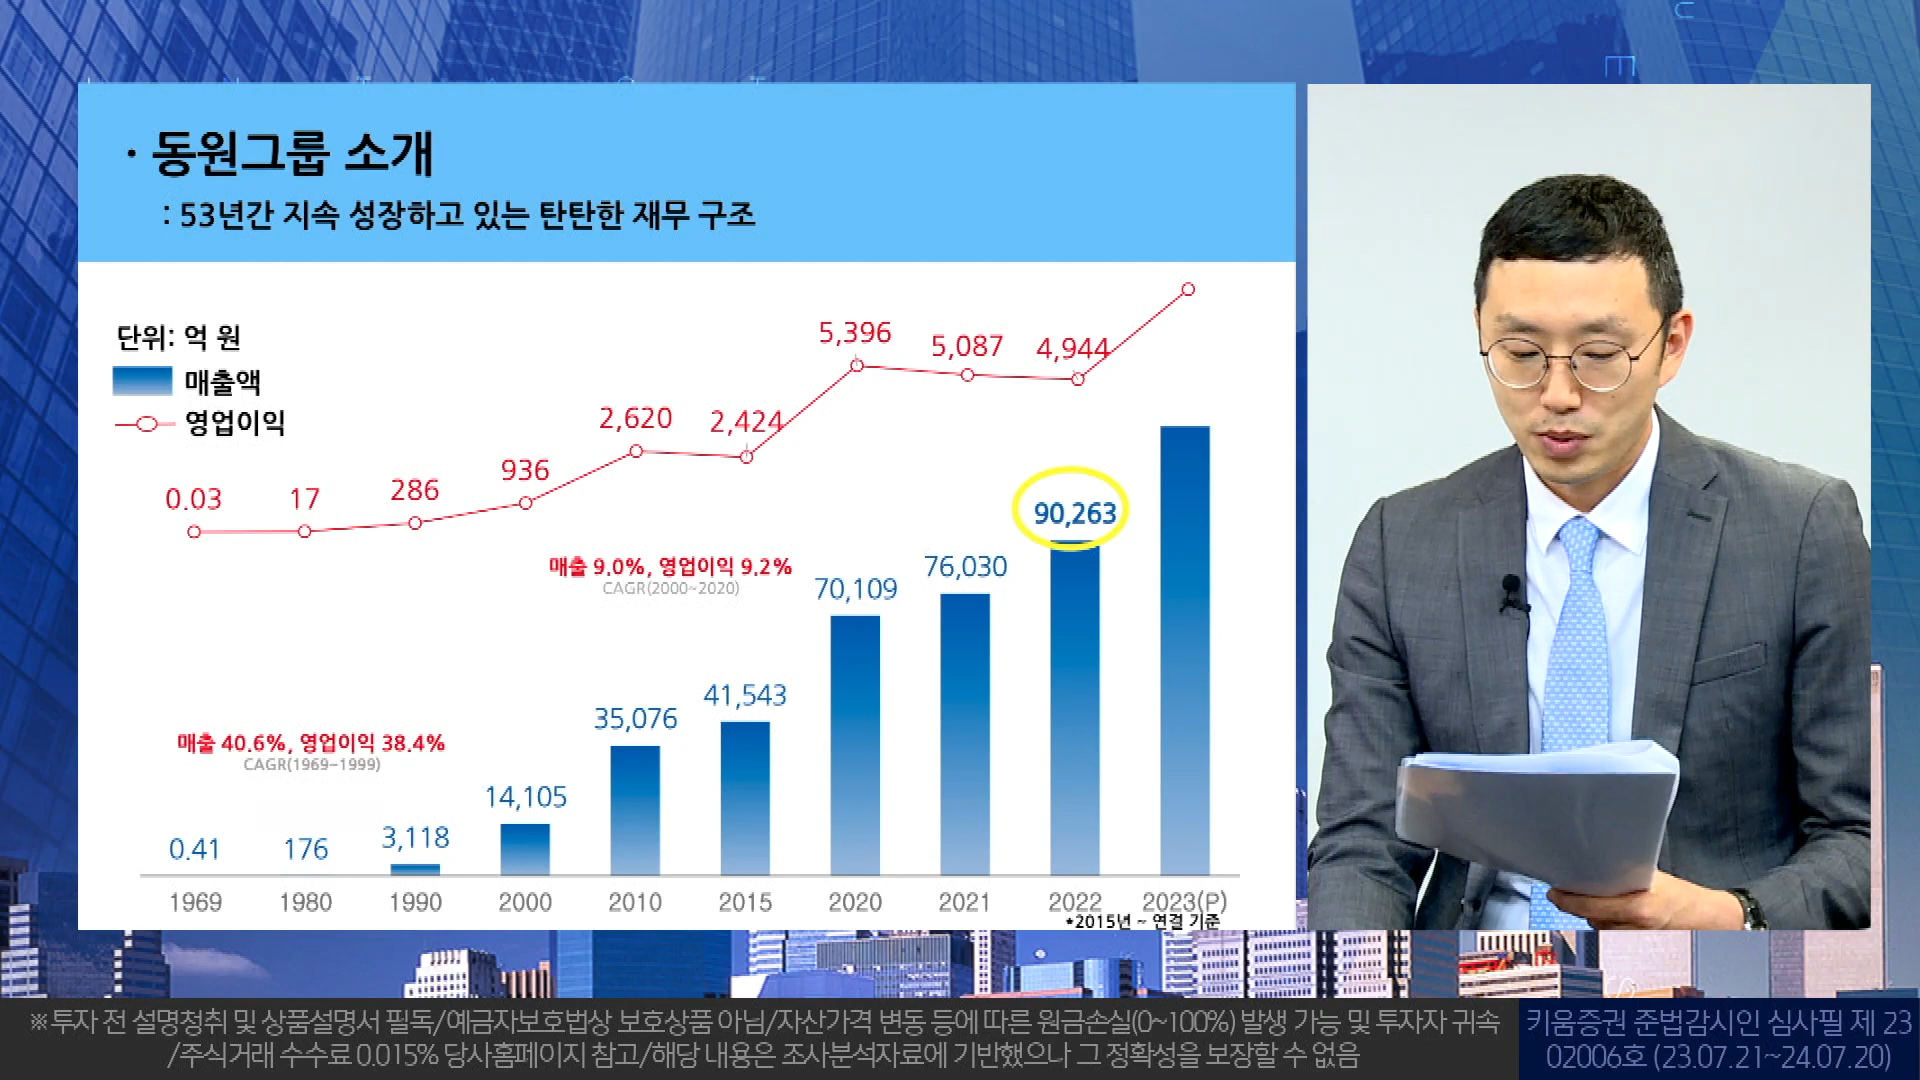 · 동원그룹 소개
: 53년간 지속 성장하고 있는 탄탄한 재무 구조
단위: 억 원
매출액
영업이익
0.03 17 286 936 2,620 2,424 5,396 5,087 4,944
매출 9.0%, 영업이익 9.2%
CAGR(2000~2020)
매출 40.6%, 영업이익 38.4%
CAGR(1969~1999)
0.41 176 3,118 14,105 35,076 41,543 70,109 76,030 90,263
1969 1980 1990 2000 2010 2015 2020 2021 2022 2023(P)
*2015년 ~ 연결 기준
※투자 전 설명청취 및 상품설명서 필독/예금자보호법상 보호상품 아님/자산가격 변동 등에 따른 원금손실(0~100%) 발생 가능 및 투자자 귀속
/주식거래 수수료 0.015% 당사홈페이지 참고/해당 내용은 조사분석자료에 기반했으나 그 정확성을 보장할 수 없음
키움증권 준법감시인 심사필 제 23
02006호 (23.07.21~24.07.20)